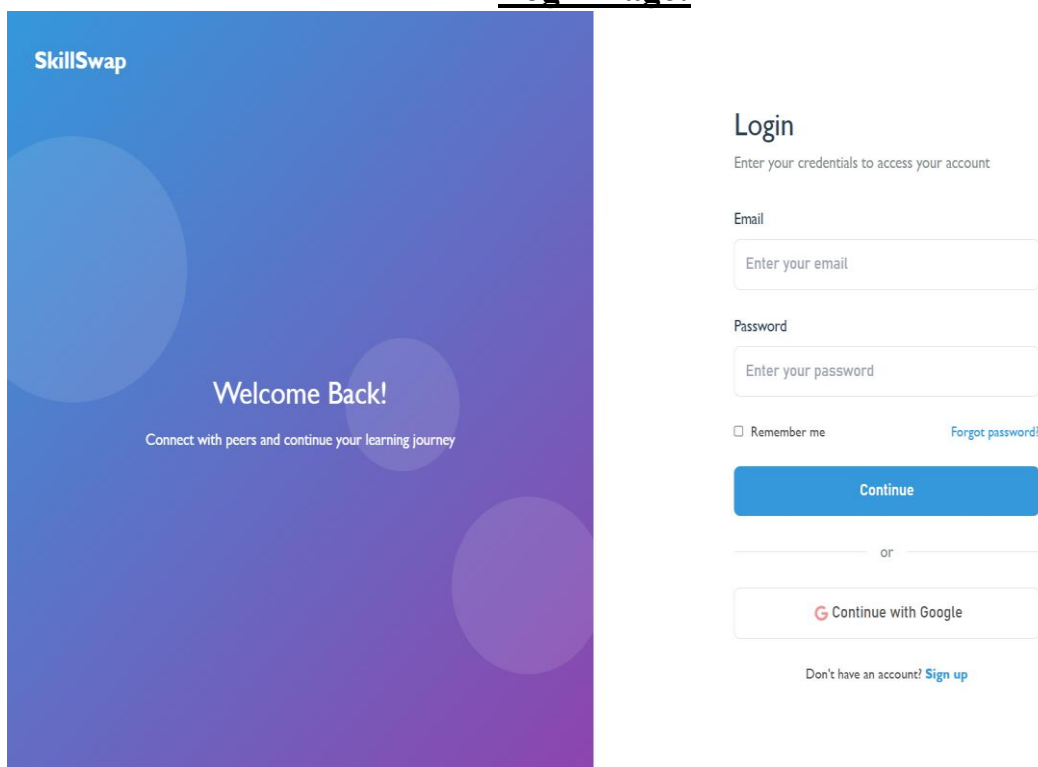 SkillSwap
Welcome Back!
Connect with peers and continue your learning journey
Login
Enter your credentials to access your account
Email
Enter your email
Password
Enter your password
Remember me
Forgot password?
Continue
or
G Continue with Google
Don't have an account? Sign up